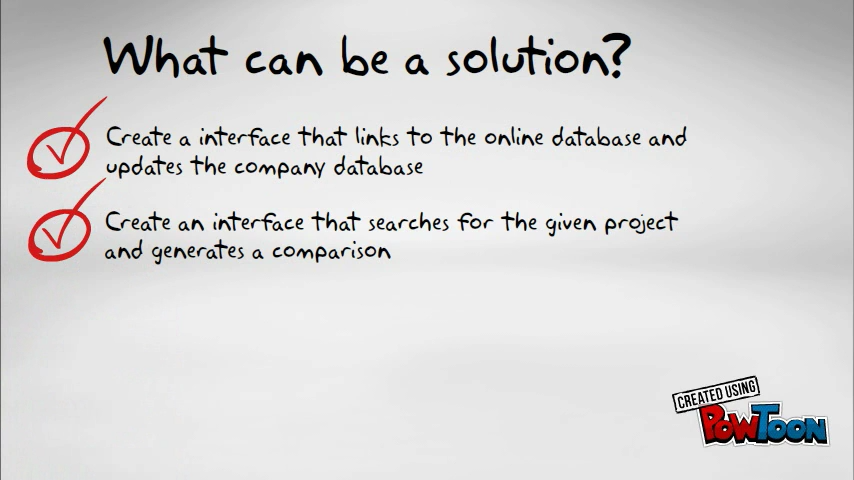 What can be a solution?
Create a interface that links to the online database and
updates the company database
Create an interface that searches for the given project
and generates a comparison
CREATED USING
POWTOON